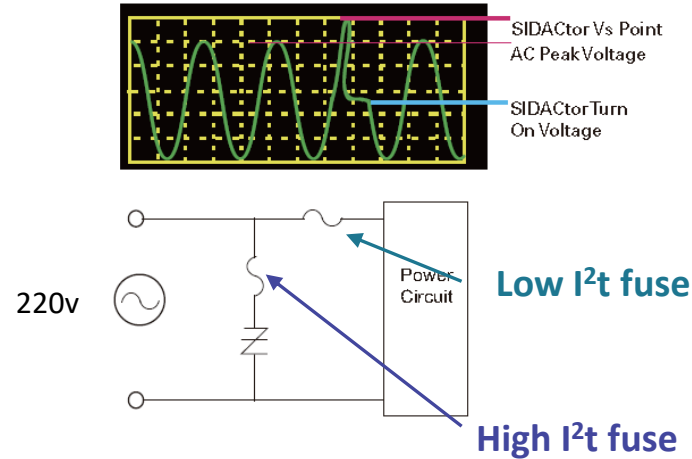 SIDACtor Vs Point
AC Peak Voltage
SIDACtor Turn
On Voltage
220v
Power
Circuit
Low I²t fuse
High I²t fuse